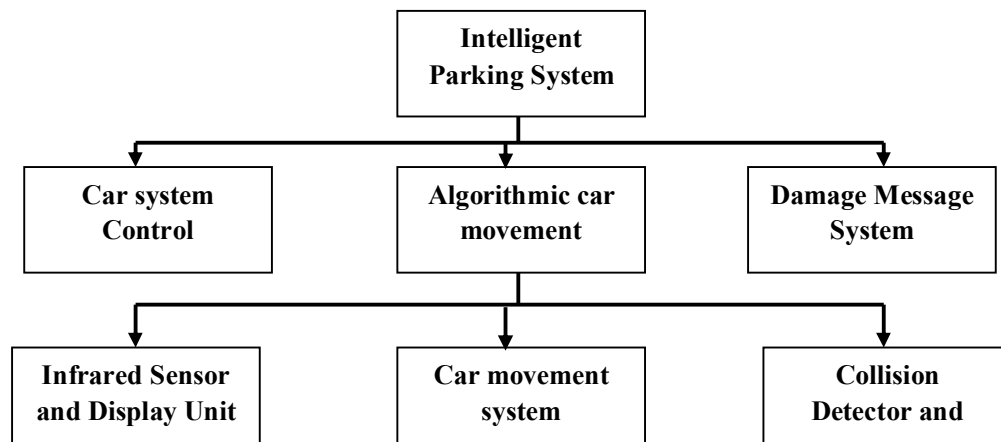 Intelligent
Parking System
Car system
Control
Algorithmic car
movement
Damage Message
System
Infrared Sensor
and Display Unit
Car movement
system
Collision
Detector and